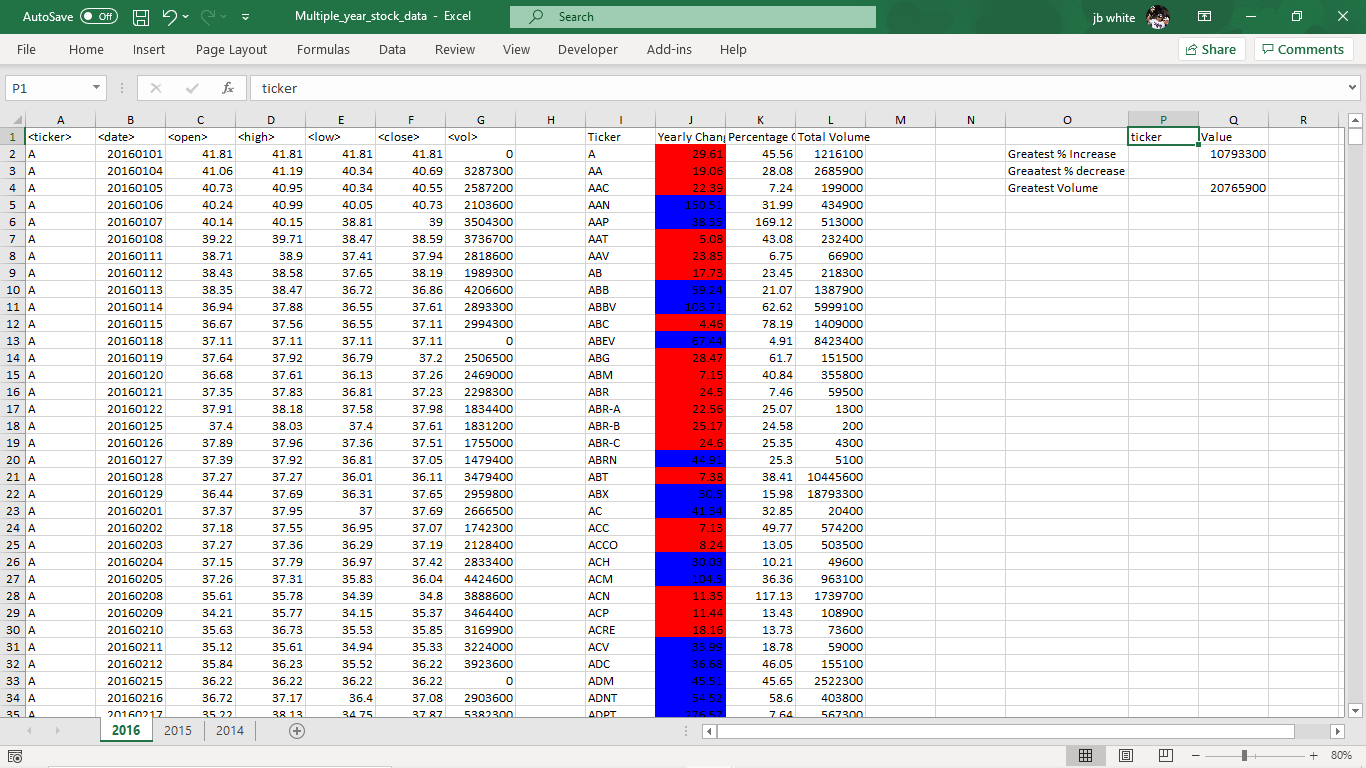 AutoSave Off Multiple_year_stock_data - Excel Search jb white
File Home Insert Page Layout Formulas Data Review View Developer Add-ins Help Share Comments
P1 fx ticker
A B C D E F G H I J K L M N O P Q R
1 <ticker> <date> <open> <high> <low> <close> <vol> Ticker Yearly Chang Percentage C Total Volume ticker Value
2 A 20160101 41.81 41.81 41.81 41.81 0 A 29.61 45.56 1216100 Greatest % Increase 10793300
3 A 20160104 41.06 41.19 40.34 40.69 3287300 AA 19.06 28.08 2685900 Greaatest % decrease
4 A 20160105 40.73 40.95 40.34 40.55 2587200 AAC 22.39 7.24 199000 Greatest Volume 20765900
5 A 20160106 40.24 40.99 40.05 40.73 2103600 AAN 31.99 434900
6 A 20160107 40.14 40.15 38.81 39 3504300 AAP 169.12 513000
7 A 20160108 39.22 39.71 38.47 38.59 3736700 AAT 5.08 43.08 232400
8 A 20160111 38.71 38.9 37.41 37.94 2818600 AAV 23.85 6.75 66900
9 A 20160112 38.43 38.58 37.65 38.19 1989300 AB 17.73 23.45 218300
10 A 20160113 38.35 38.47 36.72 36.86 4206600 ABB 59.24 21.07 1387900
11 A 20160114 36.94 37.88 36.55 37.61 2893300 ABBV 62.62 5999100
12 A 20160115 36.67 37.56 36.55 37.11 2994300 ABC 4.46 78.19 1409000
13 A 20160118 37.11 37.11 37.11 37.11 0 ABEV 67.44 4.91 8423400
14 A 20160119 37.64 37.92 36.79 37.2 2506500 ABG 28.47 61.7 151500
15 A 20160120 36.68 37.61 36.13 37.26 2469000 ABM 7.15 40.84 355800
16 A 20160121 37.35 37.83 36.81 37.23 2298300 ABR 24.5 7.46 59500
17 A 20160122 37.91 38.18 37.58 37.98 1834400 ABR-A 22.56 25.07 1300
18 A 20160125 37.4 38.03 37.4 37.61 1831200 ABR-B 25.17 24.58 200
19 A 20160126 37.89 37.96 37.36 37.51 1755000 ABR-C 24.6 25.35 4300
20 A 20160127 37.39 37.92 36.81 37.05 1479400 ABRN 25.3 5100
21 A 20160128 37.27 37.27 36.01 36.11 3479400 ABT 7.38 38.41 10445600
22 A 20160129 36.44 37.69 36.31 37.65 2959800 ABX 30.5 15.98 18793300
23 A 20160201 37.37 37.95 37 37.69 2666500 AC 32.85 20400
24 A 20160202 37.18 37.55 36.95 37.07 1742300 ACC 7.13 49.77 574200
25 A 20160203 37.27 37.36 36.29 37.19 2128400 ACCO 8.24 13.05 503500
26 A 20160204 37.15 37.79 36.97 37.42 2833400 ACH 10.21 49600
27 A 20160205 37.26 37.31 35.83 36.04 4424600 ACM 104.5 36.36 963100
28 A 20160208 35.61 35.78 34.39 34.8 3888600 ACN 11.35 117.13 1739700
29 A 20160209 34.21 35.77 34.15 35.37 3464400 ACP 11.44 13.43 108900
30 A 20160210 35.63 36.73 35.53 35.85 3169900 ACRE 18.16 13.73 73600
31 A 20160211 35.12 35.61 34.94 35.33 3224000 ACV 18.78 59000
32 A 20160212 35.84 36.23 35.52 36.22 3923600 ADC 36.68 46.05 155100
33 A 20160215 36.22 36.22 36.22 36.22 0 ADM 45.51 45.65 2522300
34 A 20160216 36.72 37.17 36.4 37.08 2903600 ADNT 54.52 58.6 403800
35 A 20160217 35.22 38.13 34.75 37.87 5382300 ADPT 7.64 567300
2016 2015 2014
80%